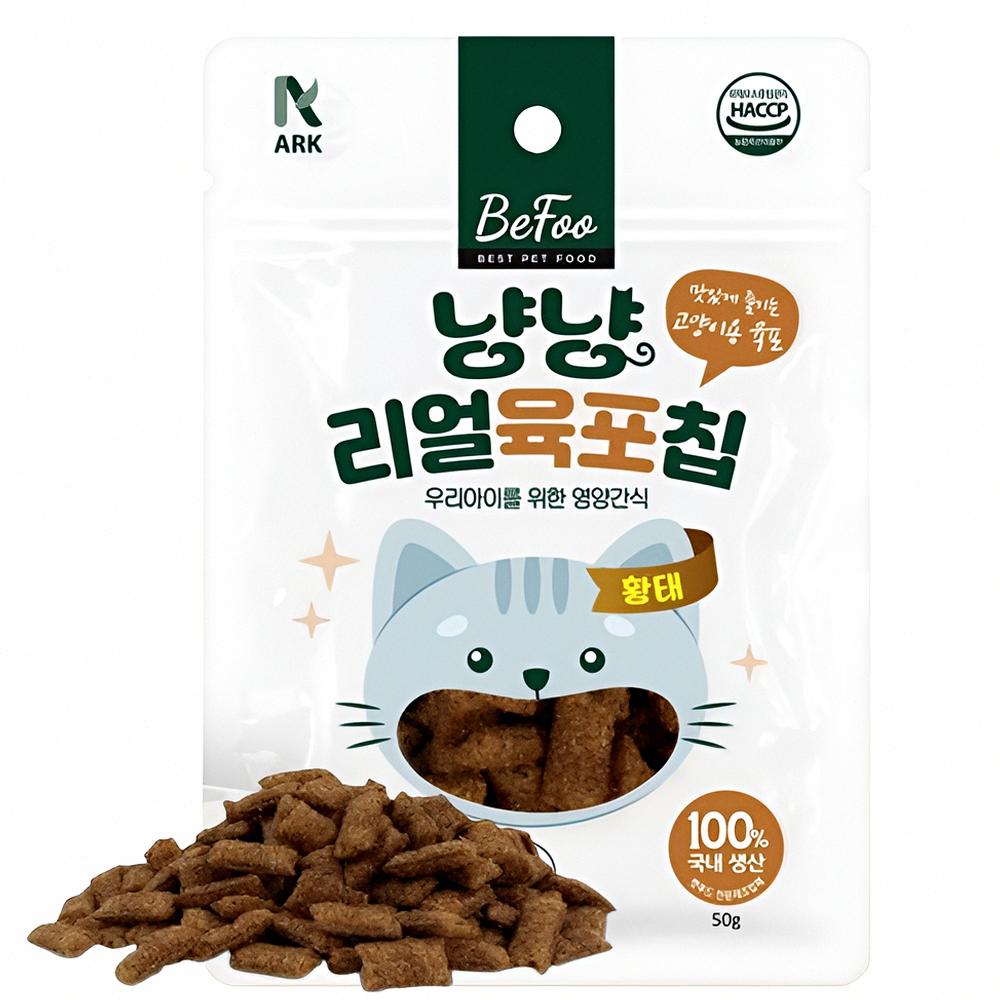 ARK
HACCP
BeFoo
BEST PET FOOD
냥냥
맛있게 즐기는
고양이용 육포
리얼육포칩
우리아이를 위한 영양간식
황태
100%
국내 생산
50g